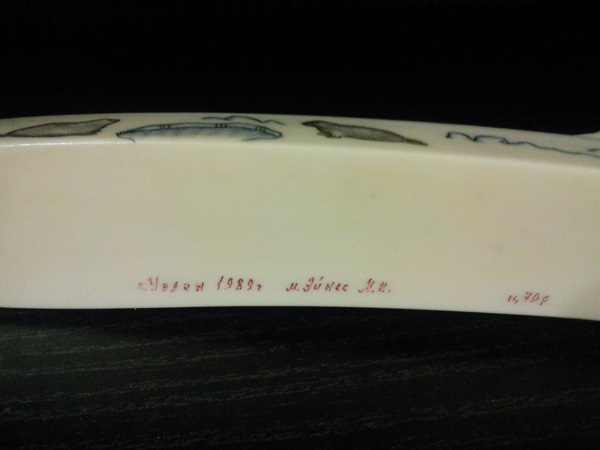 п. Уэлен 1989г м. Эйнес М.И. ц. 70р